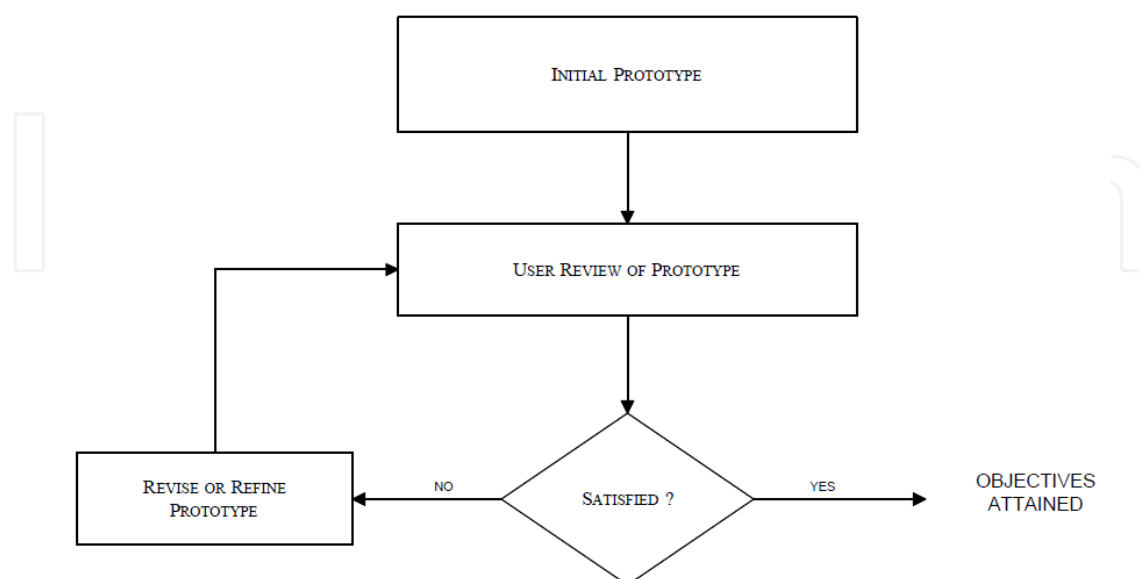 INITIAL PROTOTYPE
USER REVIEW OF PROTOTYPE
REVISE OR REFINE
PROTOTYPE
NO
SATISFIED ?
YES
OBJECTIVES
ATTAINED